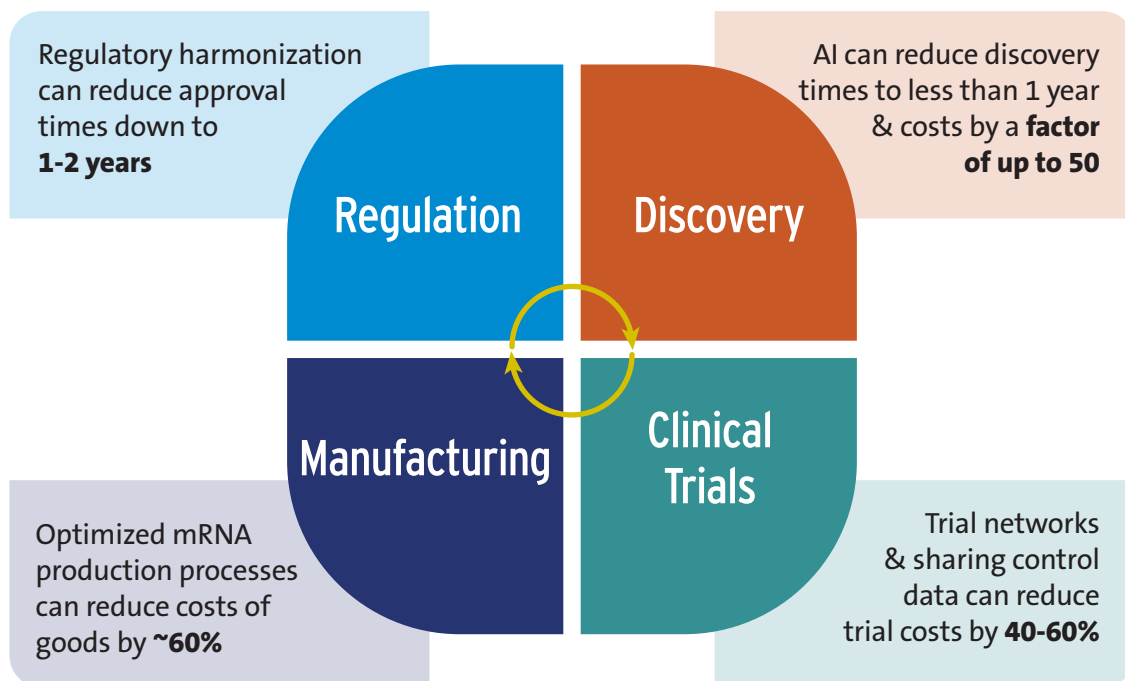 Regulatory harmonization
can reduce approval
times down to
1-2 years
AI can reduce discovery
times to less than 1 year
& costs by a factor
of up to 50
Regulation
Discovery
Manufacturing
Clinical
Trials
Optimized mRNA
production processes
can reduce costs of
goods by ~60%
Trial networks
& sharing control
data can reduce
trial costs by 40-60%